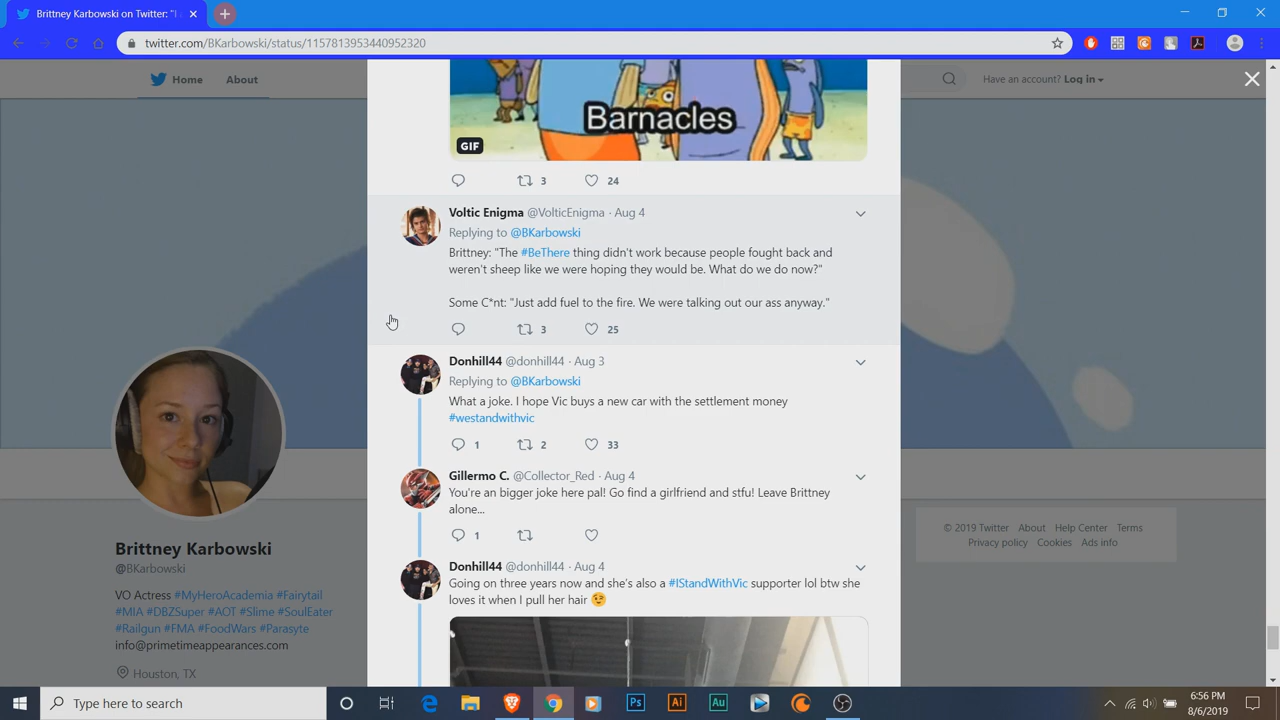 Brittney Karbowski on Twitter: "I
twitter.com/BKarbowski/status/1157813953440952320
Home
About
Have an account? Log in
Barnacles
GIF
3
24
Voltic Enigma @VolticEnigma · Aug 4
Replying to @BKarbowski
Brittney: "The #BeThere thing didn't work because people fought back and
weren't sheep like we were hoping they would be. What do we do now?"
Some C*nt: "Just add fuel to the fire. We were talking out our ass anyway."
3
25
Donhill44 @donhill44 · Aug 3
Replying to @BKarbowski
What a joke. I hope Vic buys a new car with the settlement money
#westandwithvic
1
2
33
Gillermo C. @Collector_Red · Aug 4
You're an bigger joke here pal! Go find a girlfriend and stfu! Leave Brittney
alone...
1
Donhill44 @donhill44 · Aug 4
Going on three years now and she's also a #IStandWithVic supporter lol btw she
loves it when I pull her hair 😉
Brittney Karbowski
@BKarbowski
VO Actress #MyHeroAcademia #Fairytail
#MIA #DBZSuper #AOT #Slime #SoulEater
#Railgun #FMA #FoodWars #Parasyte
info@primetimeappearances.com
Houston, TX
© 2019 Twitter About Help Center Terms
Privacy policy Cookies Ads info
Type here to search
Ps
Ai
Au
6:56 PM
8/6/2019